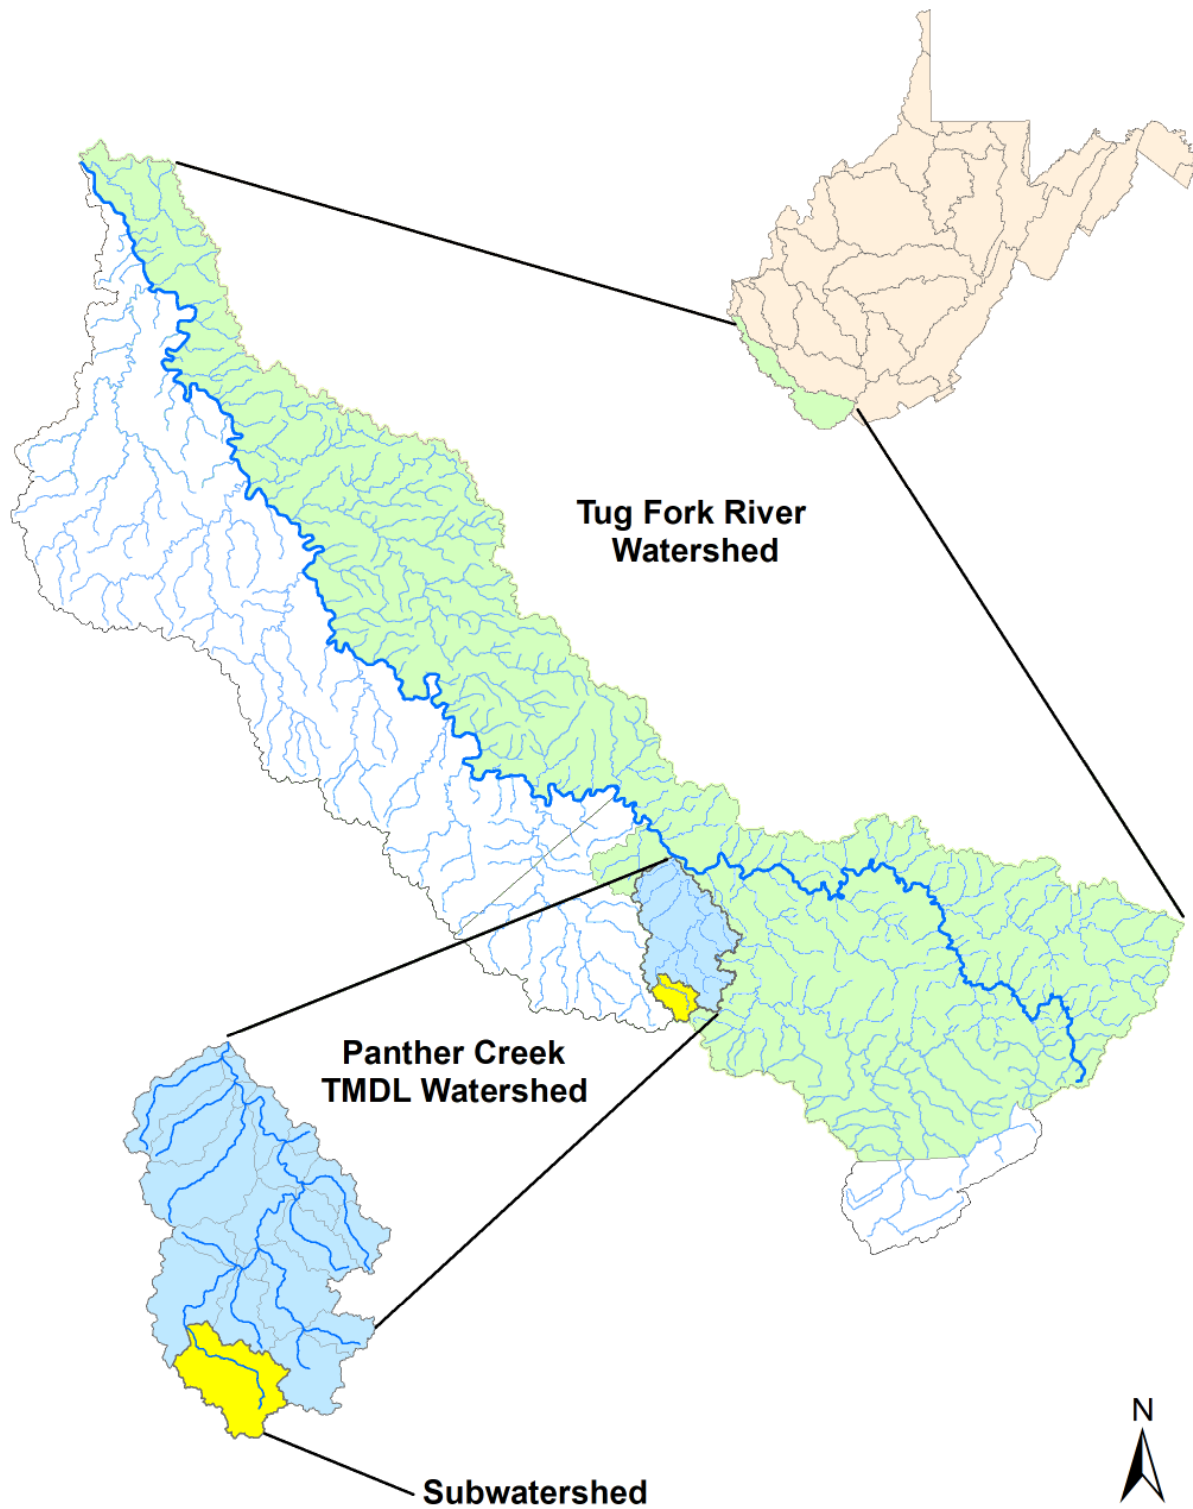 Tug Fork River
Watershed
Panther Creek
TMDL Watershed
N
Subwatershed